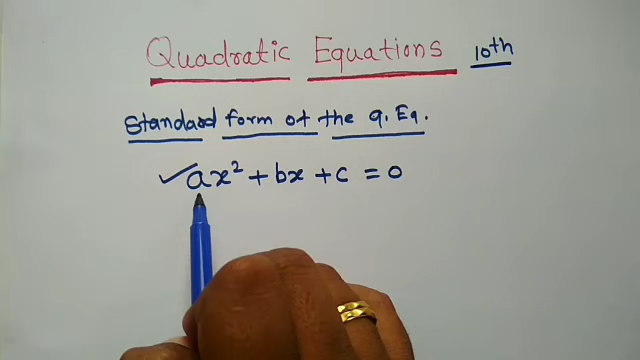 Quadratic Equations 10th
Standard form of the q. Eq.
✓ax² + bx + c = 0